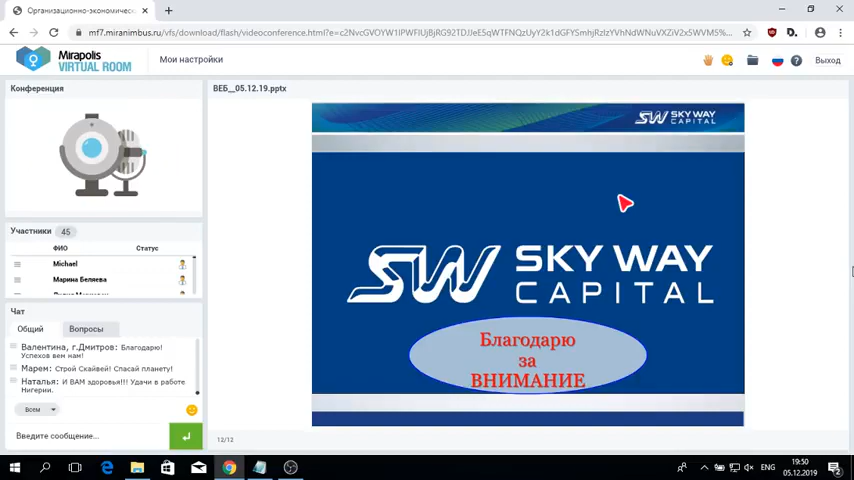 Организационно-экономическ
mf7.miranimbus.ru/vfs/download/flash/videoconference.html?e=
Mirapolis
VIRTUAL ROOM
Мои настройки
Выход
Конференция
ВЕБ__05.12.19.pptx
SKY WAY
CAPITAL
Участники 45
ФИО Статус
Michael
Марина Беляева
Чат
Общий Вопросы
Валентина, г.Дмитров: Благодарю!
Успехов вем нам!
Марем: Строй Скайвей! Спасай планету!
Наталья: И ВАМ здоровья!!! Удачи в работе
Нигерии.
Всем
Введите сообщение...
SW SKY WAY
CAPITAL
Благодарю
за
ВНИМАНИЕ
12/12
ENG
19:50
05.12.2019
2